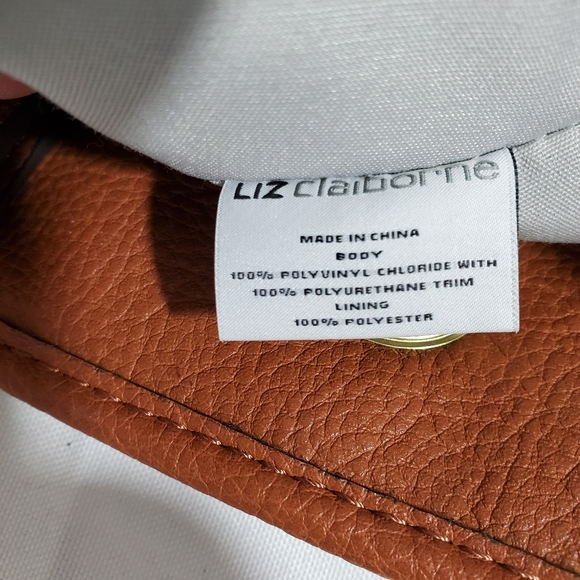 LIZ claiborne
MADE IN CHINA
BODY
100% POLYVINYL CHLORIDE WITH
100% POLYURETHANE TRIM
LINING
100% POLYESTER